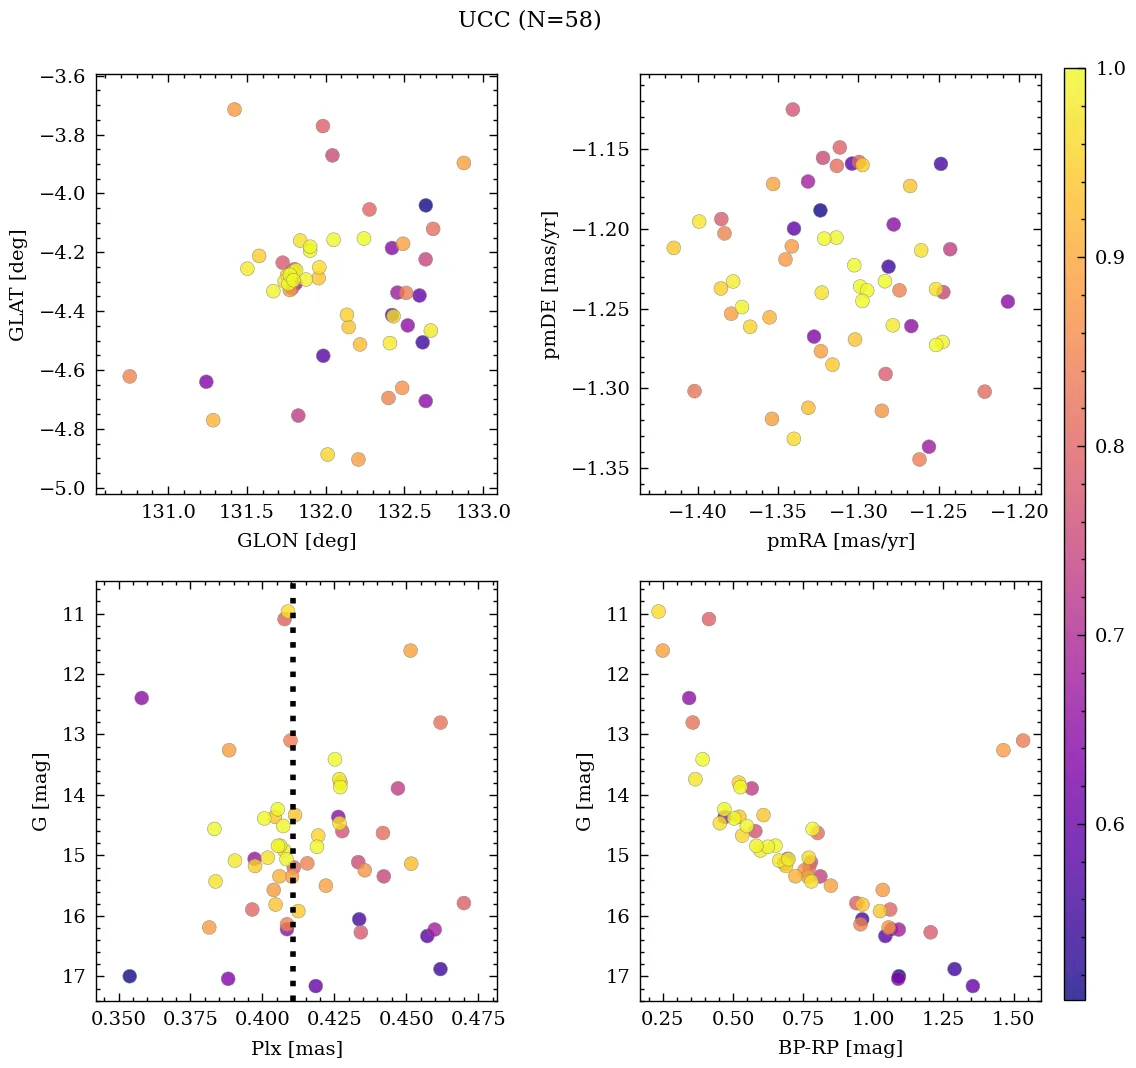 UCC (N=58)
−3.6
−3.8
−4.0
−4.2
−4.4
−4.6
−4.8
−5.0
GLAT [deg]
131.0 131.5 132.0 132.5 133.0
GLON [deg]
−1.15
−1.20
−1.25
−1.30
−1.35
pmDE [mas/yr]
−1.40 −1.35 −1.30 −1.25 −1.20
pmRA [mas/yr]
1.0
0.9
0.8
0.7
0.6
11
12
13
14
15
16
17
G [mag]
0.350 0.375 0.400 0.425 0.450 0.475
Plx [mas]
11
12
13
14
15
16
17
G [mag]
0.25 0.50 0.75 1.00 1.25 1.50
BP-RP [mag]